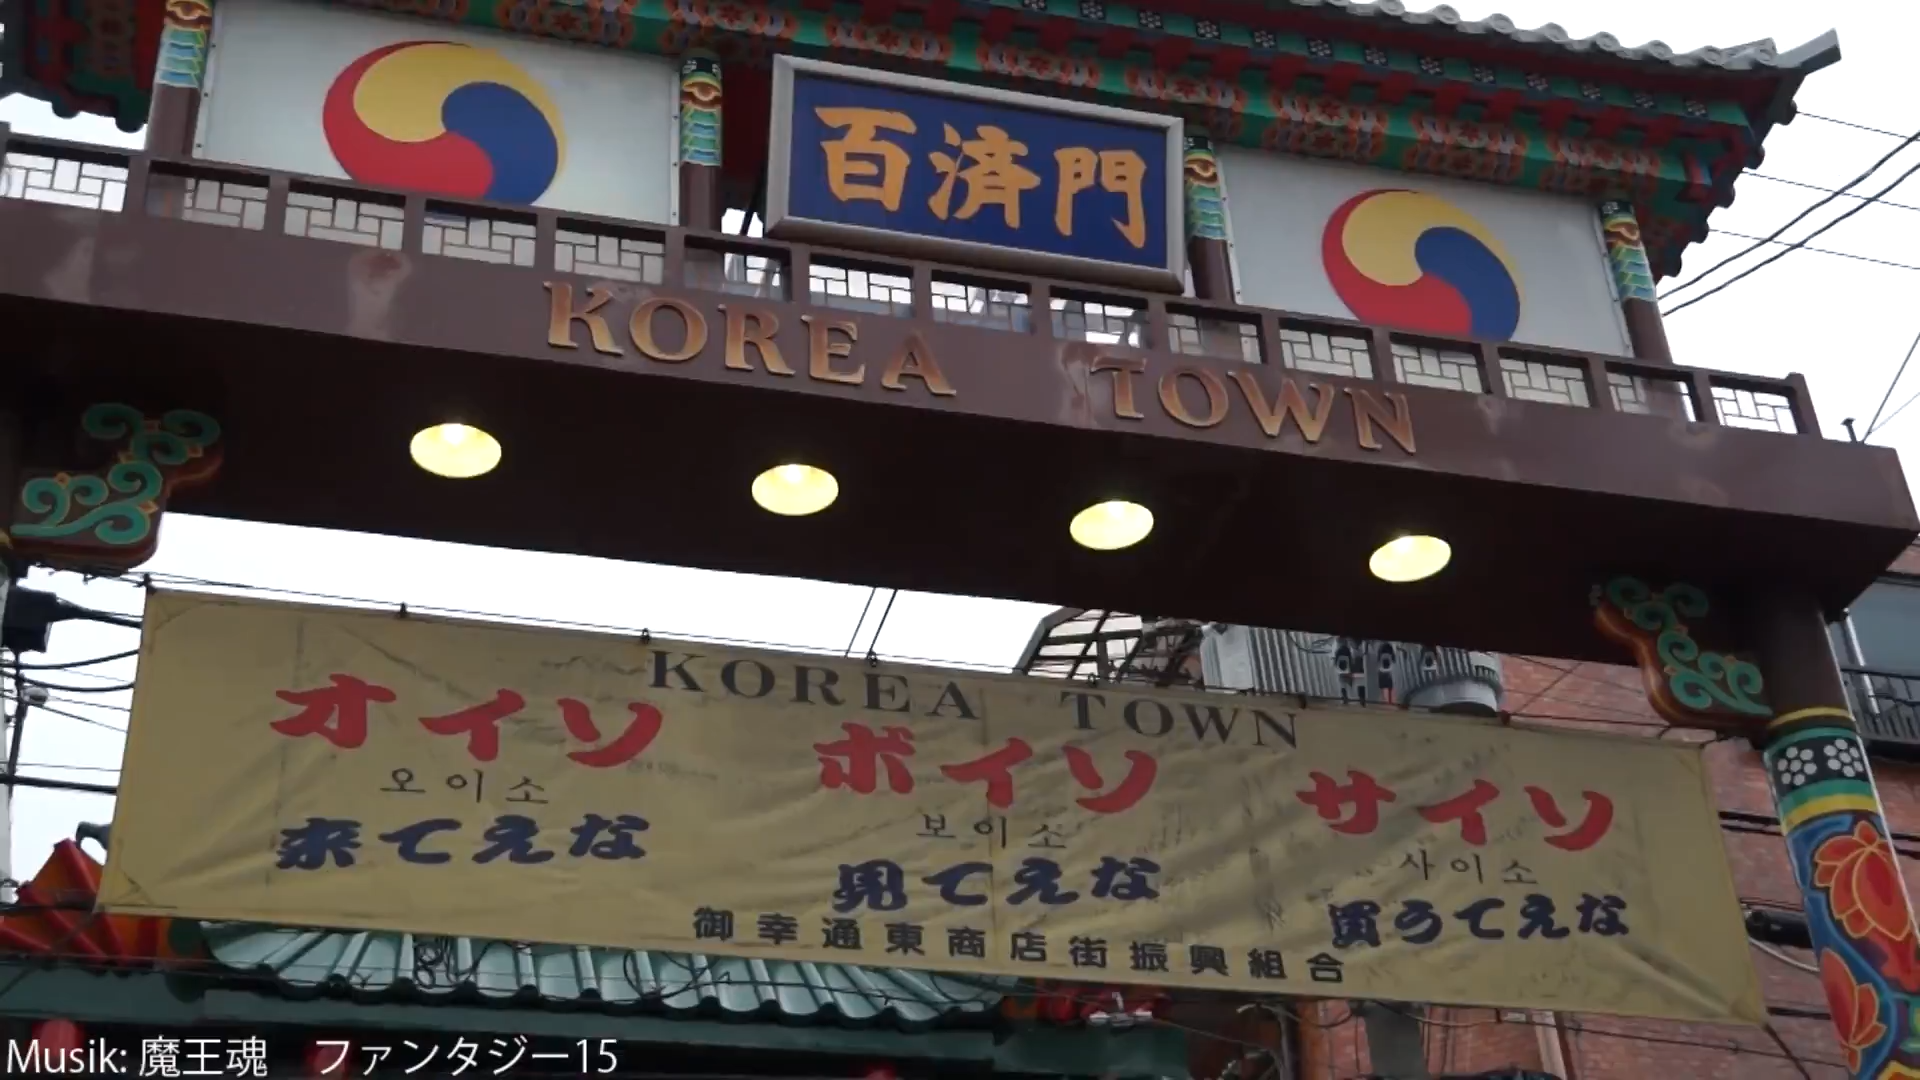 百済門
KOREA TOWN
KOREA TOWN
オイソ ボイソ サイソ
오이소 보이소 사이소
来てえな 見てえな 買うてえな
御幸通東商店街振興組合
Musik: 魔王魂　ファンタジー15